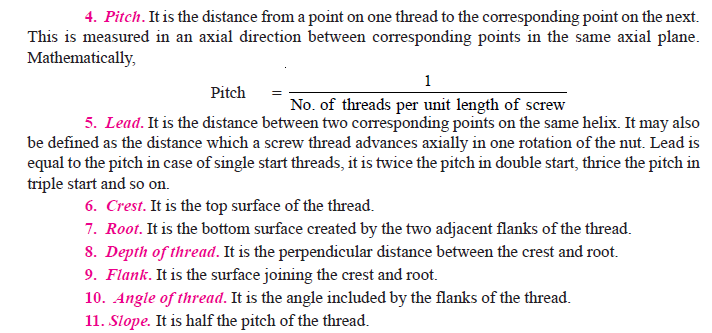 4. Pitch. It is the distance from a point on one thread to the corresponding point on the next.
This is measured in an axial direction between corresponding points in the same axial plane.
Mathematically,
Pitch = 1 / No. of threads per unit length of screw
5. Lead. It is the distance between two corresponding points on the same helix. It may also
be defined as the distance which a screw thread advances axially in one rotation of the nut. Lead is
equal to the pitch in case of single start threads, it is twice the pitch in double start, thrice the pitch in
triple start and so on.
6. Crest. It is the top surface of the thread.
7. Root. It is the bottom surface created by the two adjacent flanks of the thread.
8. Depth of thread. It is the perpendicular distance between the crest and root.
9. Flank. It is the surface joining the crest and root.
10. Angle of thread. It is the angle included by the flanks of the thread.
11. Slope. It is half the pitch of the thread.